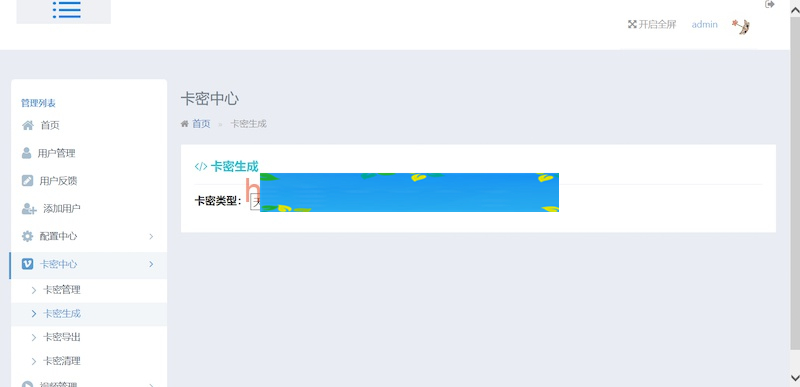 开启全屏 admin
管理列表
首页
用户管理
用户反馈
添加用户
配置中心
卡密中心
卡密管理
卡密生成
卡密导出
卡密清理
卡密中心
首页 » 卡密生成
</> 卡密生成
h
卡密类型：